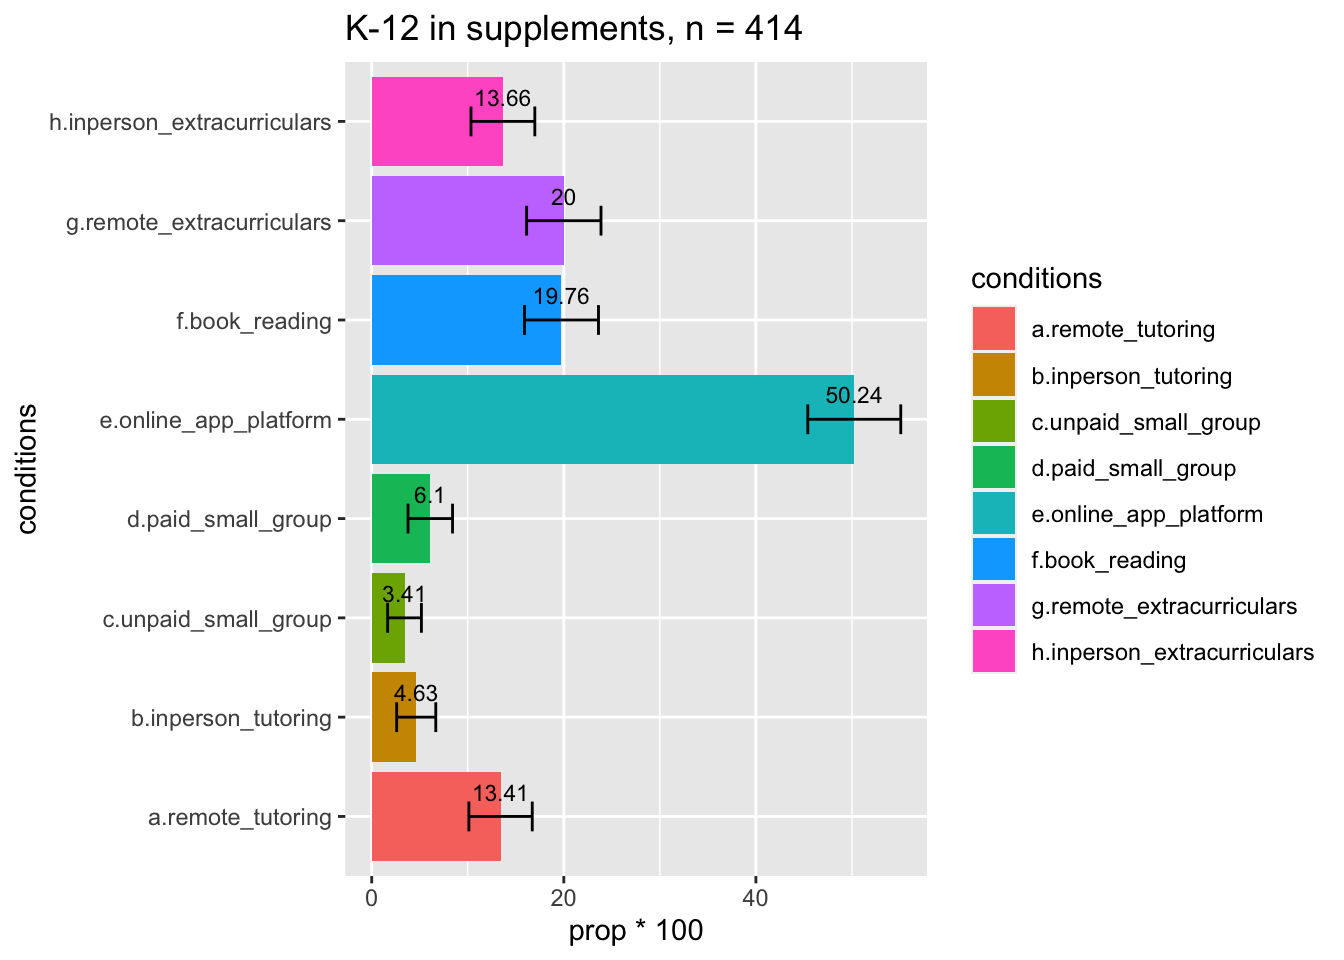 K-12 in supplements, n = 414
conditions
h.inperson_extracurriculars
13.66
g.remote_extracurriculars
20
f.book_reading
19.76
e.online_app_platform
50.24
d.paid_small_group
6.1
c.unpaid_small_group
3.41
b.inperson_tutoring
4.63
a.remote_tutoring
13.41
0
20
40
prop * 100
conditions
a.remote_tutoring
b.inperson_tutoring
c.unpaid_small_group
d.paid_small_group
e.online_app_platform
f.book_reading
g.remote_extracurriculars
h.inperson_extracurriculars